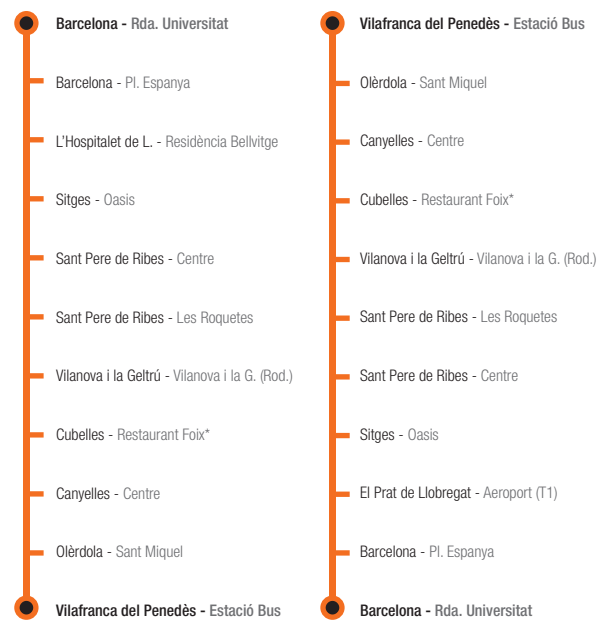 Barcelona - Rda. Universitat
Barcelona - Pl. Espanya
L'Hospitalet de L. - Residència Bellvitge
Sitges - Oasis
Sant Pere de Ribes - Centre
Sant Pere de Ribes - Les Roquetes
Vilanova i la Geltrú - Vilanova i la G. (Rod.)
Cubelles - Restaurant Foix*
Canyelles - Centre
Olèrdola - Sant Miquel
Vilafranca del Penedès - Estació Bus
Vilafranca del Penedès - Estació Bus
Olèrdola - Sant Miquel
Canyelles - Centre
Cubelles - Restaurant Foix*
Vilanova i la Geltrú - Vilanova i la G. (Rod.)
Sant Pere de Ribes - Les Roquetes
Sant Pere de Ribes - Centre
Sitges - Oasis
El Prat de Llobregat - Aeroport (T1)
Barcelona - Pl. Espanya
Barcelona - Rda. Universitat